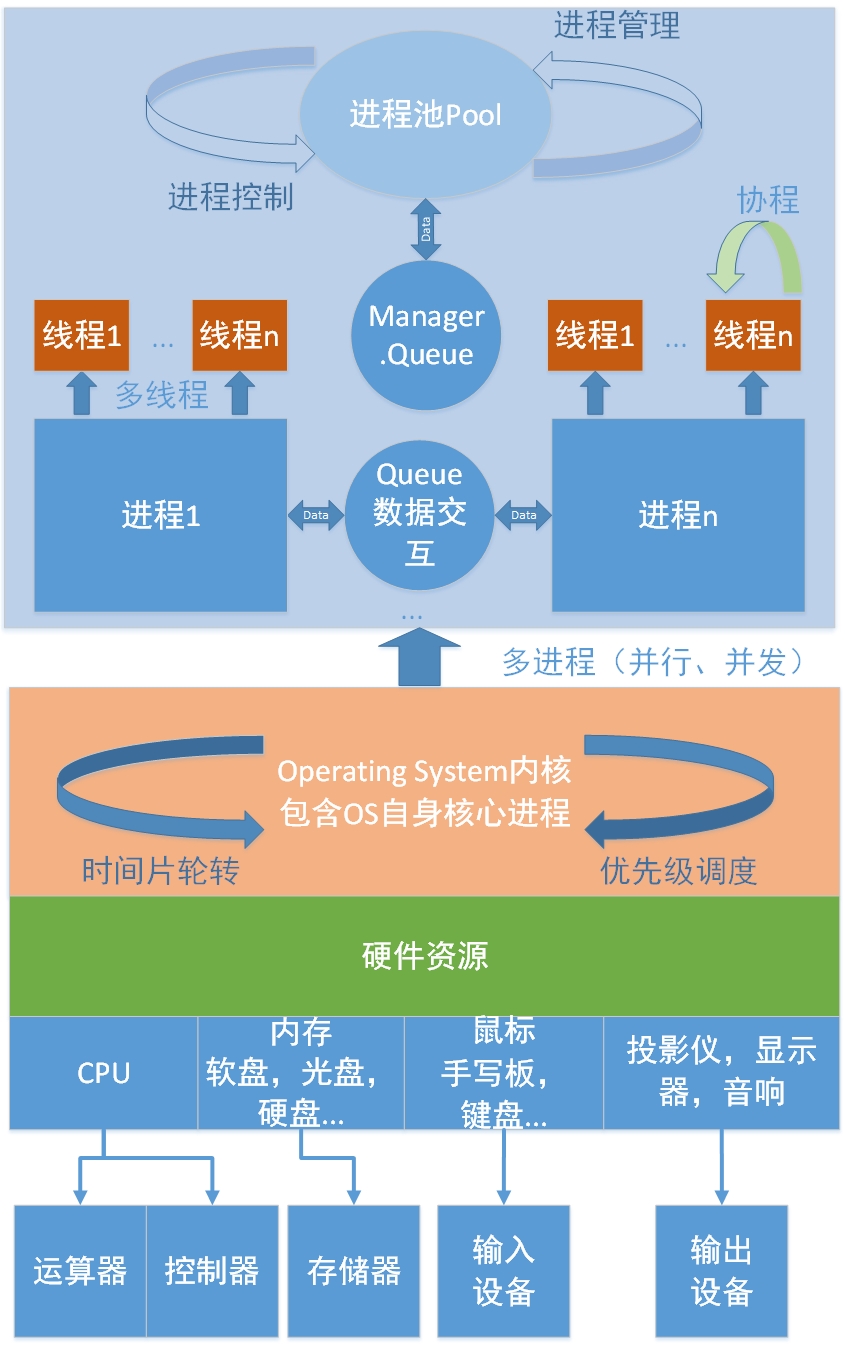 进程管理
进程池Pool
进程控制
Data
协程
Manager
.Queue
线程1
...
线程n
线程1
...
线程n
多线程
进程1
Data
Queue
数据交
互
Data
进程n
...
多进程（并行、并发）
Operating System内核
包含OS自身核心进程
时间片轮转
优先级调度
硬件资源
CPU
内存
软盘，光盘，
硬盘...
鼠标
手写板，
键盘...
投影仪，显示
器，音响
运算器
控制器
存储器
输入
设备
输出
设备